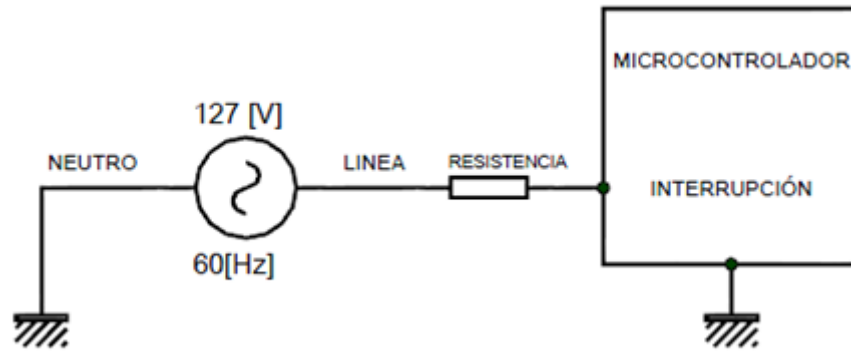 127 [V]
NEUTRO
LINEA
RESISTENCIA
60[Hz]
MICROCONTROLADOR
INTERRUPCIÓN